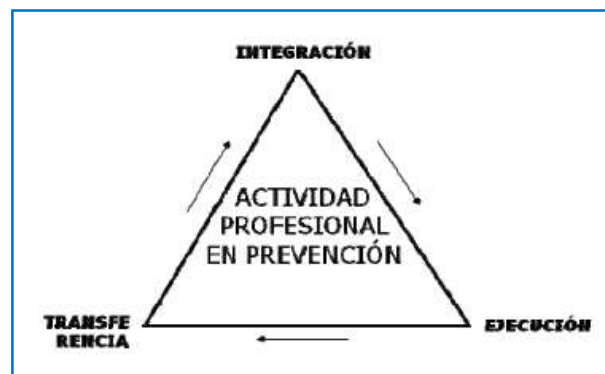 INTEGRACIÓN
ACTIVIDAD
PROFESIONAL
EN PREVENCIÓN
TRANSFE
RENCIA
EJECUCIÓN